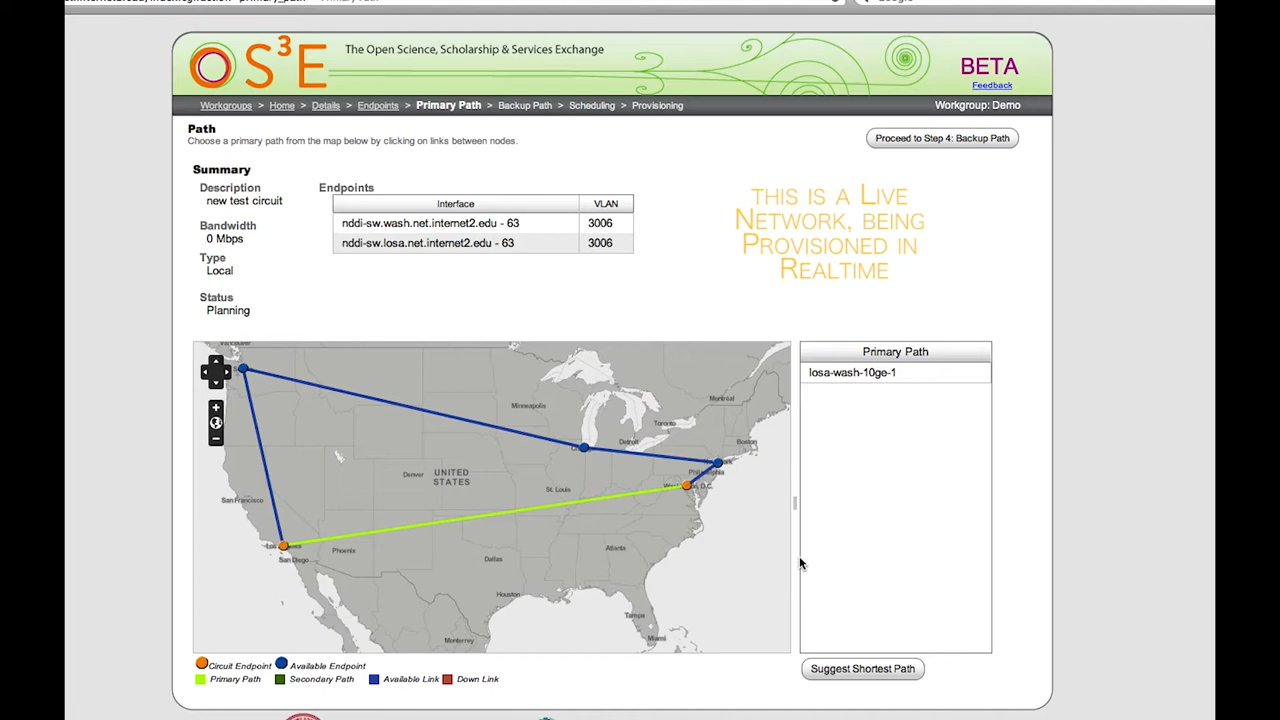 OS³E
The Open Science, Scholarship & Services Exchange
BETA
Feedback
Workgroups > Home > Details > Endpoints > Primary Path > Backup Path > Scheduling > Provisioning
Workgroup: Demo
Path
Choose a primary path from the map below by clicking on links between nodes.
Proceed to Step 4: Backup Path
Summary
Description
new test circuit
Bandwidth
0 Mbps
Type
Local
Status
Planning
Endpoints
Interface VLAN
nddi-sw.wash.net.internet2.edu - 63 3006
nddi-sw.losa.net.internet2.edu - 63 3006
THIS IS A LIVE
NETWORK, BEING
PROVISIONED IN
REALTIME
Vancouver
Minneapolis
Montréal
Toronto
Detroit
Boston
Denver
UNITED
STATES
St. Louis
San Francisco
Phoenix
San Diego
Dallas
Atlanta
Houston
Tampa
Miami
Monterrey
Primary Path
losa-wash-10ge-1
Circuit Endpoint Available Endpoint
Primary Path Secondary Path Available Link Down Link
Suggest Shortest Path